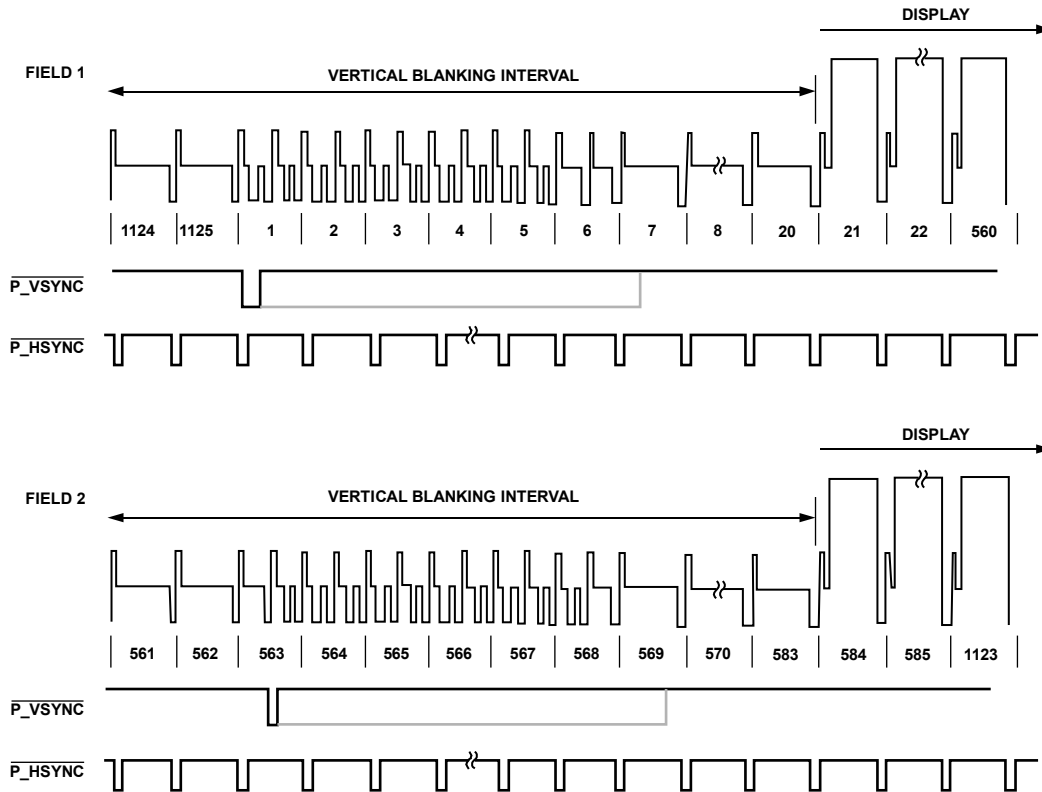 DISPLAY
FIELD 1
VERTICAL BLANKING INTERVAL
1124 1125 1 2 3 4 5 6 7 8 20 21 22 560
P_VSYNC
P_HSYNC
DISPLAY
FIELD 2
VERTICAL BLANKING INTERVAL
561 562 563 564 565 566 567 568 569 570 583 584 585 1123
P_VSYNC
P_HSYNC